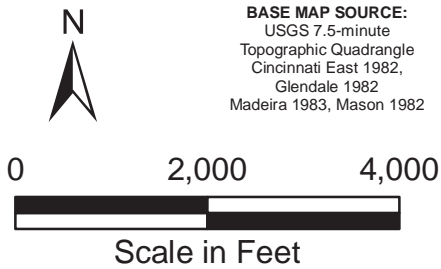 N
BASE MAP SOURCE:
USGS 7.5-minute
Topographic Quadrangle
Cincinnati East 1982,
Glendale 1982
Madeira 1983, Mason 1982
0 2,000 4,000
Scale in Feet